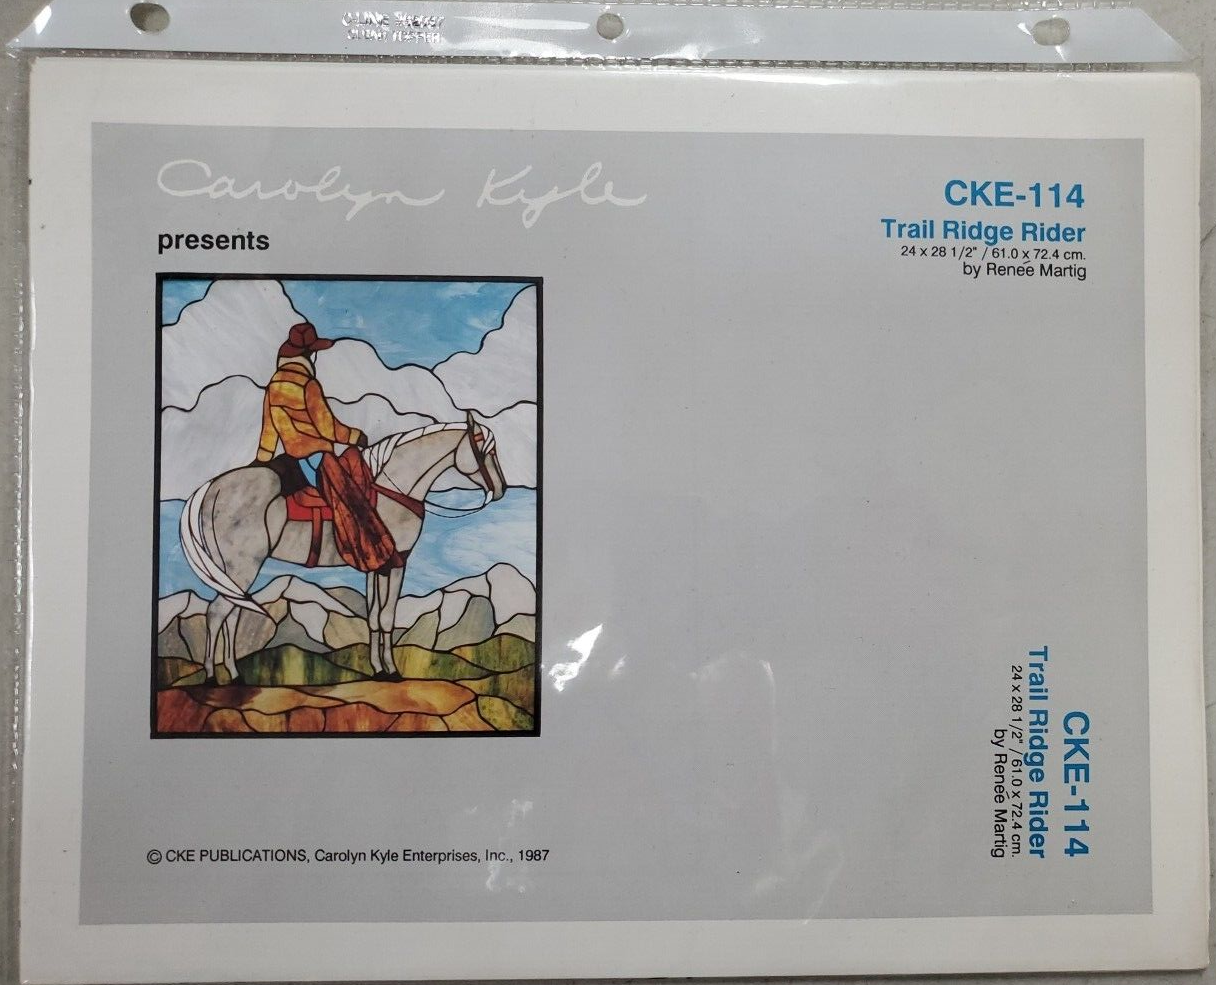 C-LINE
Carolyn Kyle
presents
CKE-114
Trail Ridge Rider
24 x 28 1/2" / 61.0 x 72.4 cm.
by Reneé Martig
CKE-114
Trail Ridge Rider
24 x 28 1/2" / 61.0 x 72.4 cm.
by Reneé Martig
© CKE PUBLICATIONS, Carolyn Kyle Enterprises, Inc., 1987